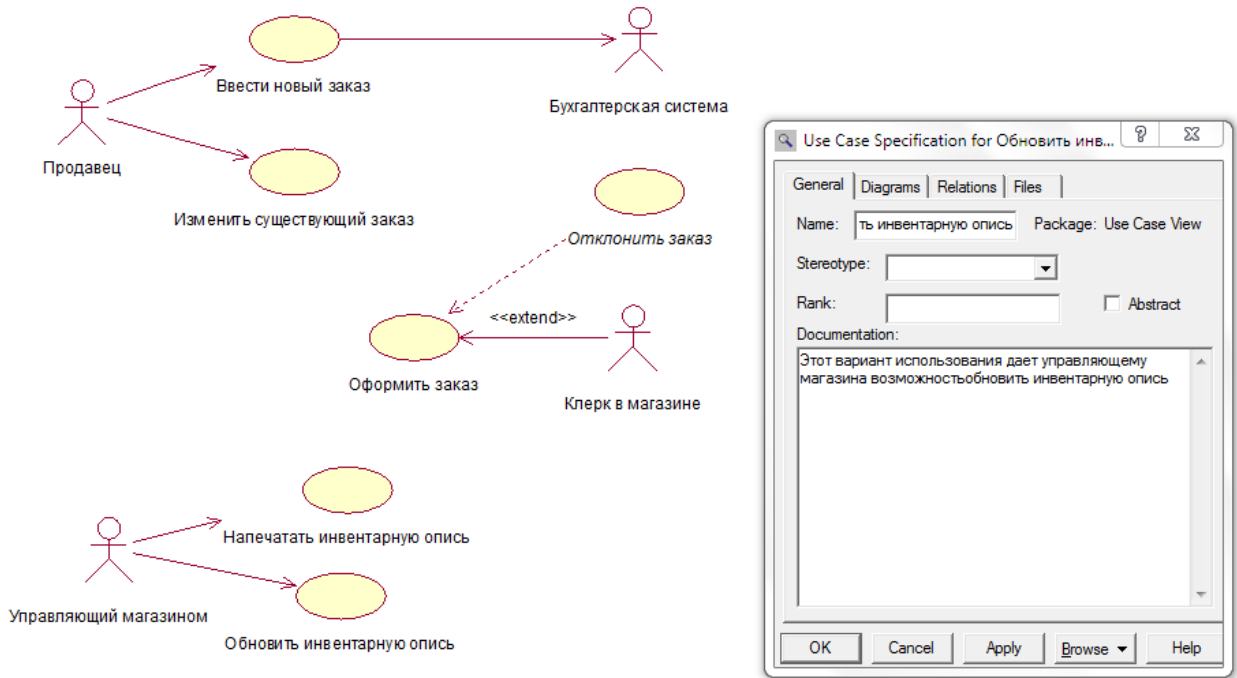 Ввести новый заказ
Бухгалтерская система
Продавец
Изменить существующий заказ
Отклонить заказ
<<extend>>
Оформить заказ
Клерк в магазине
Напечатать инвентарную опись
Управляющий магазином
Обновить инвентарную опись
Use Case Specification for Обновить инв...
General Diagrams Relations Files
Name: ть инвентарную опись Package: Use Case View
Stereotype:
Rank: Abstract
Documentation:
Этот вариант использования дает управляющему
магазина возможностьобновить инвентарную опись
OK Cancel Apply Browse Help